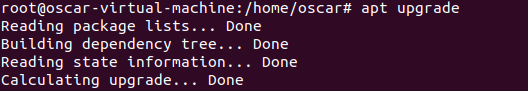 root@oscar-virtual-machine:/home/oscar# apt upgrade
Reading package lists... Done
Building dependency tree... Done
Reading state information... Done
Calculating upgrade... Done